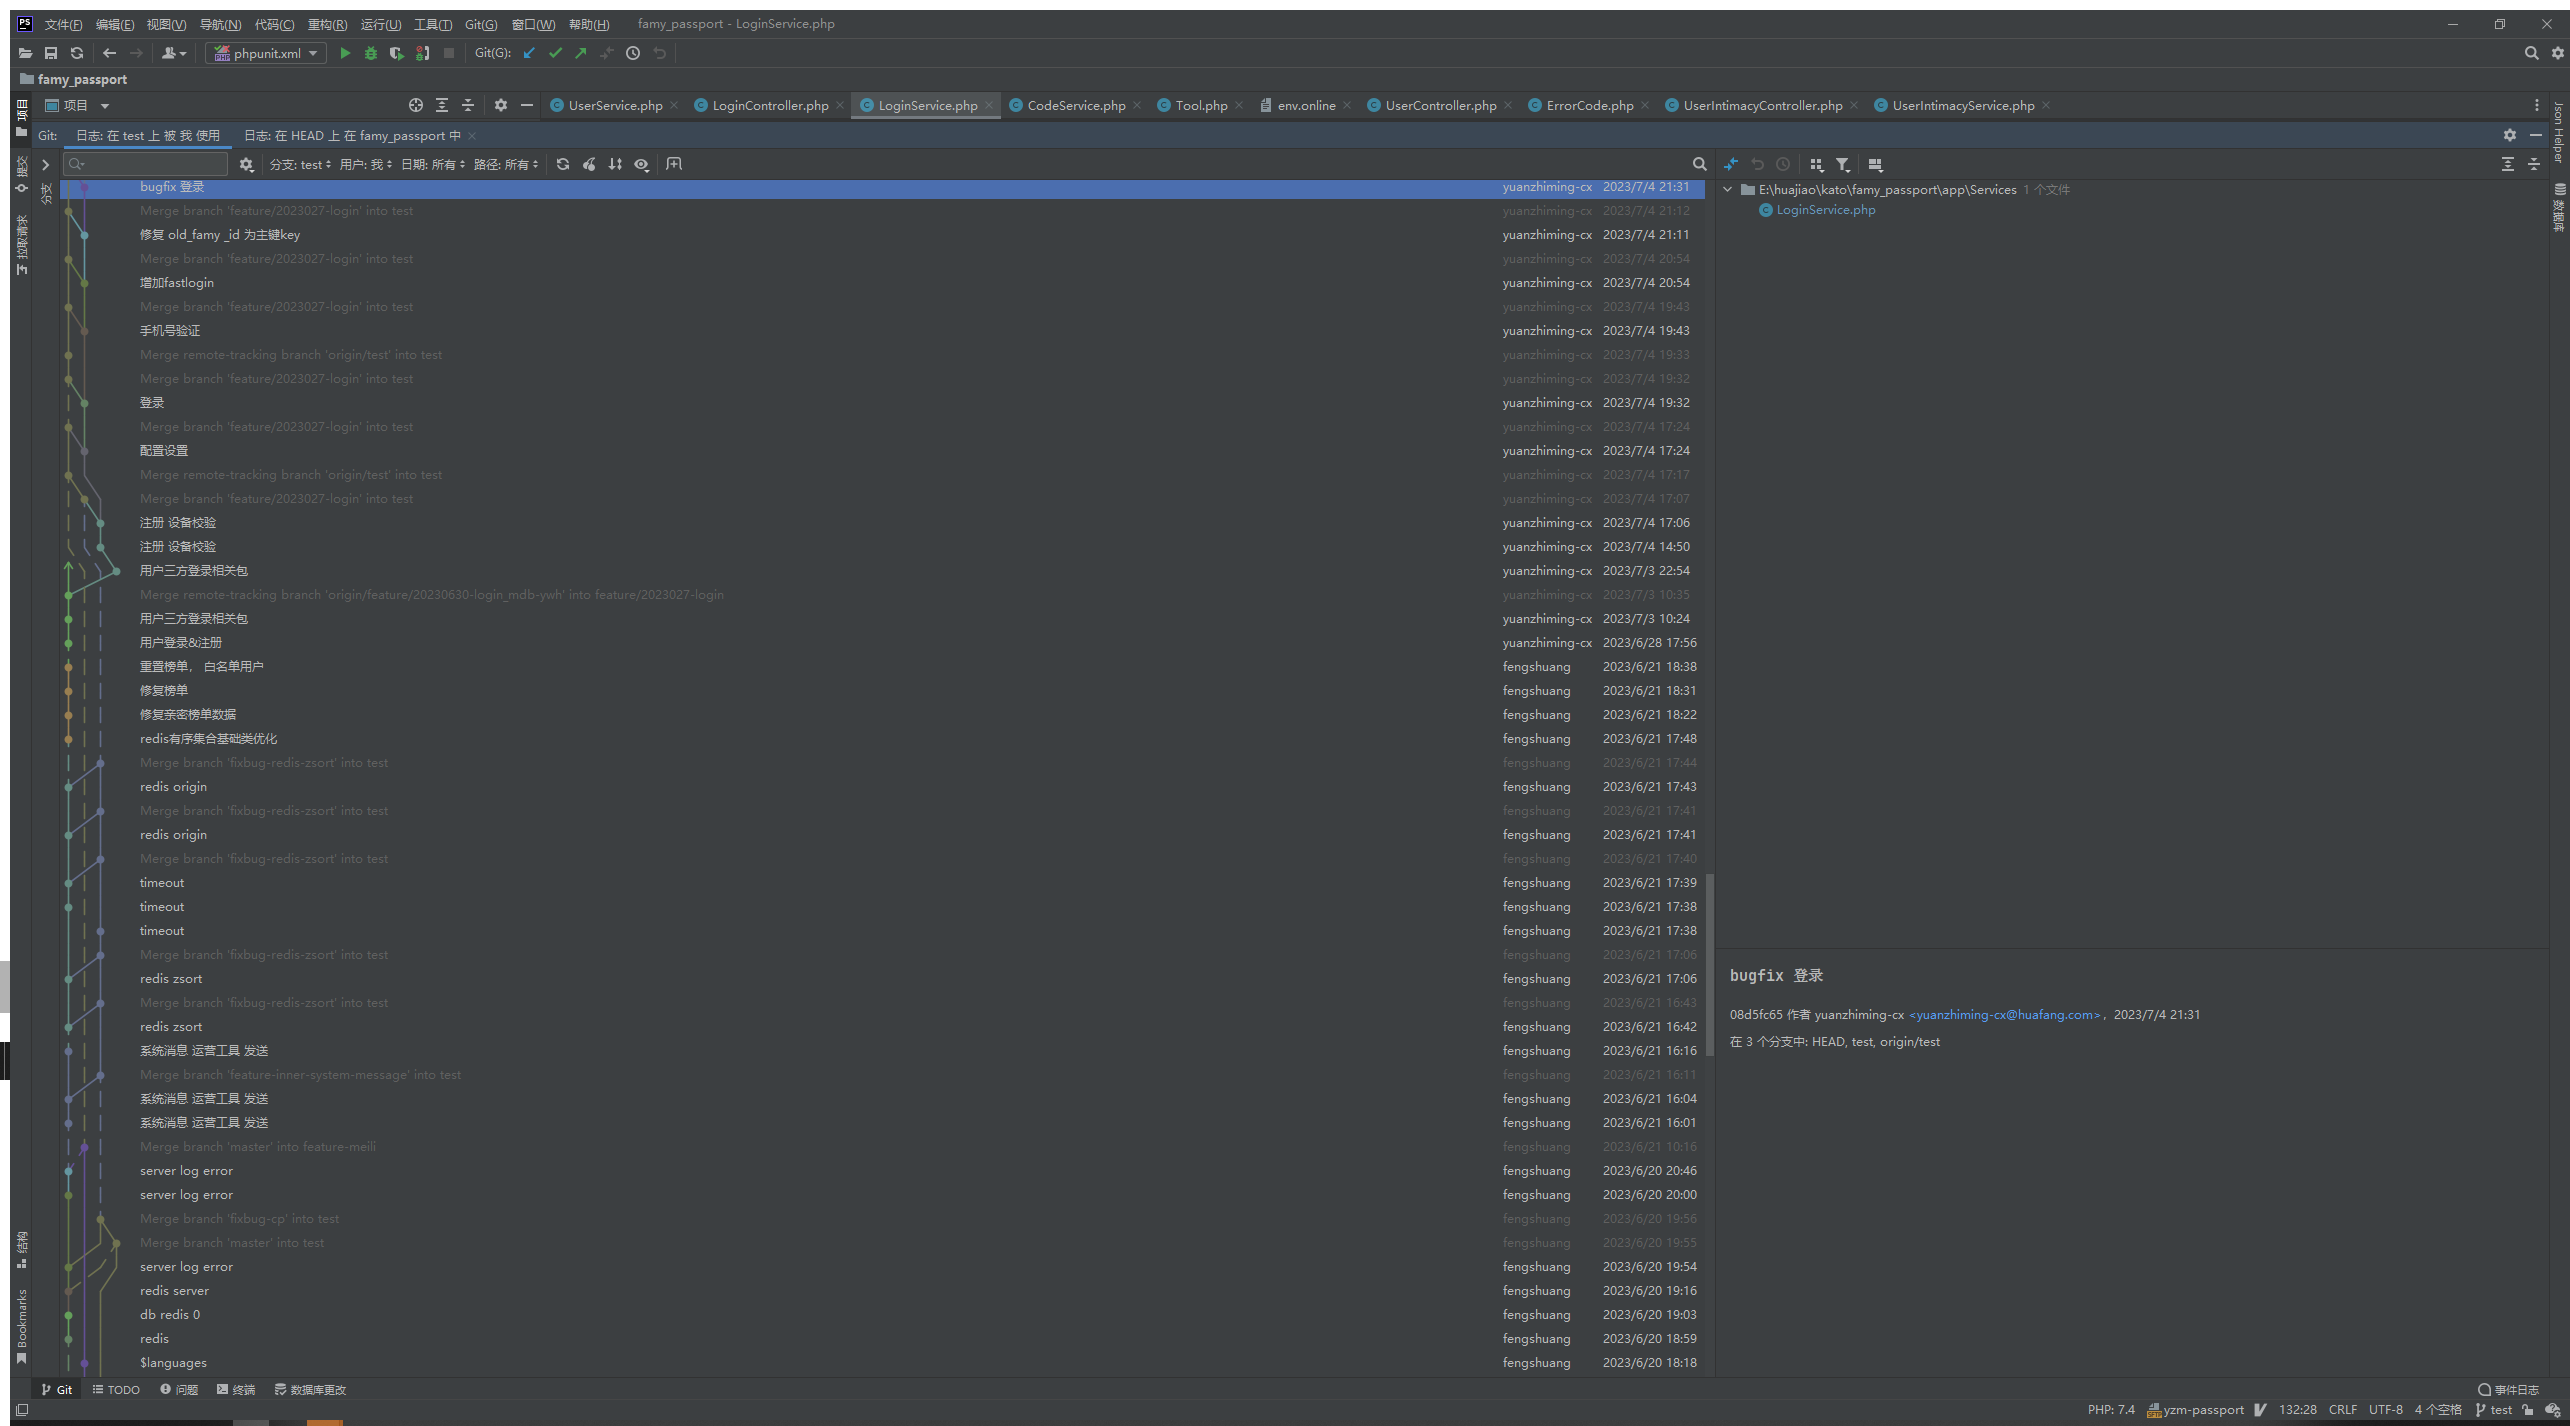 文件(F) 编辑(E) 视图(V) 导航(N) 代码(C) 重构(R) 运行(U) 工具(T) Git(G) 窗口(W) 帮助(H) famy_passport - LoginService.php
phpunit.xml Git(G):
famy_passport
项目 UserService.php LoginController.php LoginService.php CodeService.php Tool.php env.online UserController.php ErrorCode.php UserIntimacyController.php UserIntimacyService.php
Git: 日志: 在 test 上 被 我 使用 日志: 在 HEAD 上 在 famy_passport 中
分支: test 用户: 我 日期: 所有 路径: 所有
bugfix 登录 yuanzhiming-cx 2023/7/4 21:31
Merge branch 'feature/2023027-login' into test yuanzhiming-cx 2023/7/4 21:12
修复 old_famy _id 为主键key yuanzhiming-cx 2023/7/4 21:11
Merge branch 'feature/2023027-login' into test yuanzhiming-cx 2023/7/4 20:54
增加fastlogin yuanzhiming-cx 2023/7/4 20:54
Merge branch 'feature/2023027-login' into test yuanzhiming-cx 2023/7/4 19:43
手机号验证 yuanzhiming-cx 2023/7/4 19:43
Merge remote-tracking branch 'origin/test' into test yuanzhiming-cx 2023/7/4 19:33
Merge branch 'feature/2023027-login' into test yuanzhiming-cx 2023/7/4 19:32
登录 yuanzhiming-cx 2023/7/4 19:32
Merge branch 'feature/2023027-login' into test yuanzhiming-cx 2023/7/4 17:24
配置设置 yuanzhiming-cx 2023/7/4 17:24
Merge remote-tracking branch 'origin/test' into test yuanzhiming-cx 2023/7/4 17:17
Merge branch 'feature/2023027-login' into test yuanzhiming-cx 2023/7/4 17:07
注册 设备校验 yuanzhiming-cx 2023/7/4 17:06
注册 设备校验 yuanzhiming-cx 2023/7/4 14:50
用户三方登录相关包 yuanzhiming-cx 2023/7/3 22:54
Merge remote-tracking branch 'origin/feature/20230630-login_mdb-ywh' into feature/2023027-login yuanzhiming-cx 2023/7/3 10:35
用户三方登录相关包 yuanzhiming-cx 2023/7/3 10:24
用户登录&注册 yuanzhiming-cx 2023/6/28 17:56
重置榜单， 白名单用户 fengshuang 2023/6/21 18:38
修复榜单 fengshuang 2023/6/21 18:31
修复亲密榜单数据 fengshuang 2023/6/21 18:22
redis有序集合基础类优化 fengshuang 2023/6/21 17:48
Merge branch 'fixbug-redis-zsort' into test fengshuang 2023/6/21 17:44
redis origin fengshuang 2023/6/21 17:43
Merge branch 'fixbug-redis-zsort' into test fengshuang 2023/6/21 17:41
redis origin fengshuang 2023/6/21 17:41
Merge branch 'fixbug-redis-zsort' into test fengshuang 2023/6/21 17:40
timeout fengshuang 2023/6/21 17:39
timeout fengshuang 2023/6/21 17:38
timeout fengshuang 2023/6/21 17:38
Merge branch 'fixbug-redis-zsort' into test fengshuang 2023/6/21 17:06
redis zsort fengshuang 2023/6/21 17:06
Merge branch 'fixbug-redis-zsort' into test fengshuang 2023/6/21 16:43
redis zsort fengshuang 2023/6/21 16:42
系统消息 运营工具 发送 fengshuang 2023/6/21 16:16
Merge branch 'feature-inner-system-message' into test fengshuang 2023/6/21 16:11
系统消息 运营工具 发送 fengshuang 2023/6/21 16:04
系统消息 运营工具 发送 fengshuang 2023/6/21 16:01
Merge branch 'master' into feature-meili fengshuang 2023/6/21 10:16
server log error fengshuang 2023/6/20 20:46
server log error fengshuang 2023/6/20 20:00
Merge branch 'fixbug-cp' into test fengshuang 2023/6/20 19:56
Merge branch 'master' into test fengshuang 2023/6/20 19:55
server log error fengshuang 2023/6/20 19:54
redis server fengshuang 2023/6/20 19:16
db redis 0 fengshuang 2023/6/20 19:03
redis fengshuang 2023/6/20 18:59
$languages fengshuang 2023/6/20 18:18
E:\huajiao\kato\famy_passport\app\Services 1 个文件
LoginService.php
bugfix 登录
08d5fc65 作者 yuanzhiming-cx <yuanzhiming-cx@huafang.com>，2023/7/4 21:31
在 3 个分支中: HEAD, test, origin/test
项目
提交
拉取请求
分支
结构
Bookmarks
Json Helper
数据库
Git TODO 问题 终端 数据库更改 事件日志
PHP: 7.4 yzm-passport 132:28 CRLF UTF-8 4 个空格 test